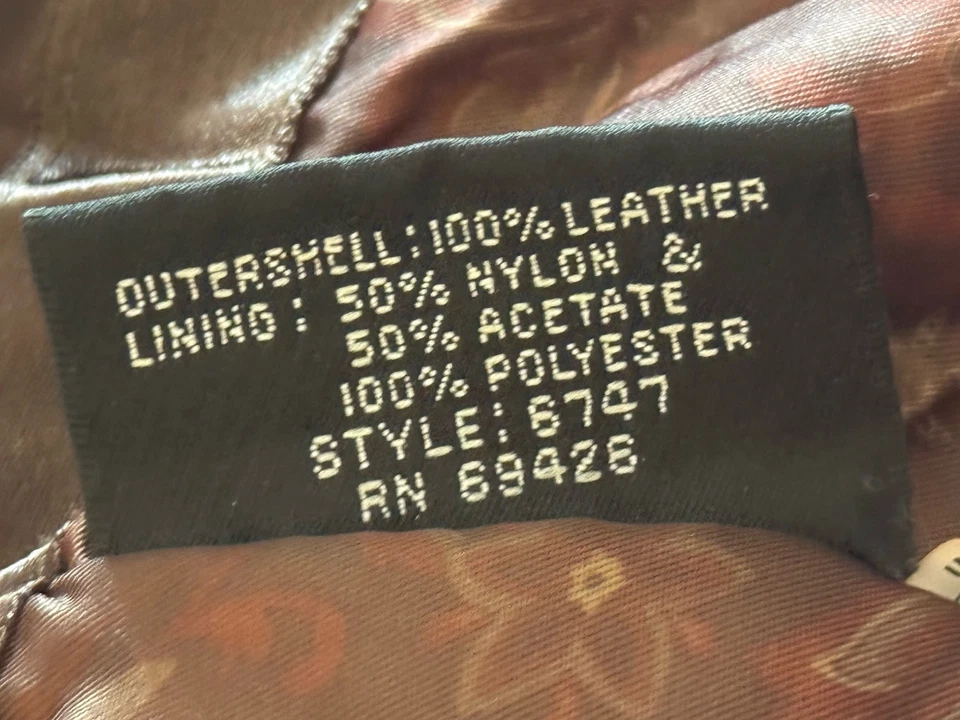 OUTERSHELL: 100% LEATHER
LINING: 50% NYLON &
50% ACETATE
100% POLYESTER
STYLE: 6747
RN 69426